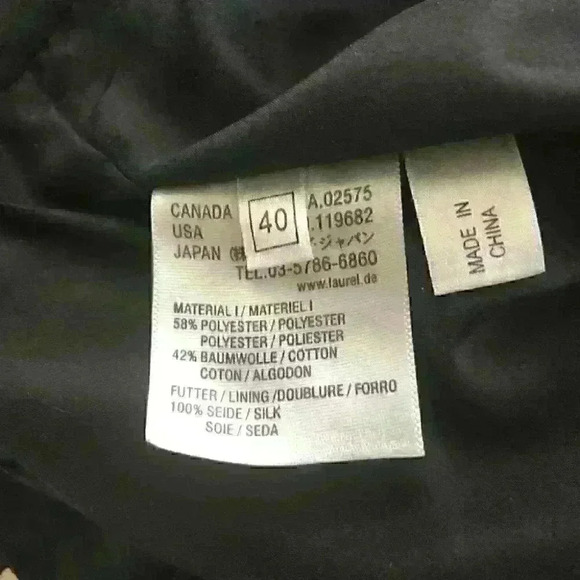 CANADA A.02575
USA .119682
JAPAN ジャパン
TEL.03-5786-6860
www.laurel.de
40
MATERIAL I / MATERIEL I
58% POLYESTER / POLYESTER
POLYESTER / POLIESTER
42% BAUMWOLLE / COTTON
COTON / ALGODON
FUTTER / LINING / DOUBLURE / FORRO
100% SEIDE / SILK
SOIE / SEDA
MADE IN
CHINA